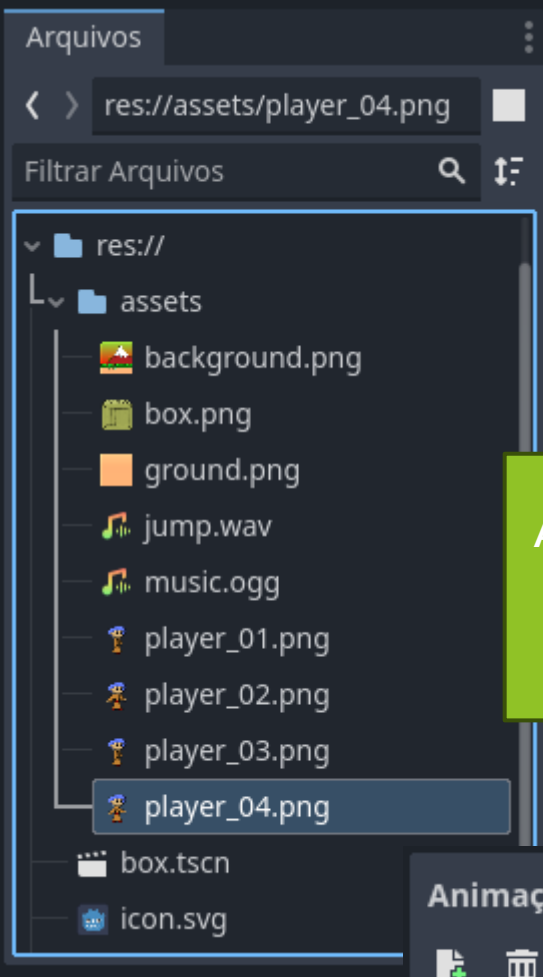 Arquivos
res://assets/player_04.png
Filtrar Arquivos
res://
assets
background.png
box.png
ground.png
jump.wav
music.ogg
player_01.png
player_02.png
player_03.png
player_04.png
box.tscn
icon.svg